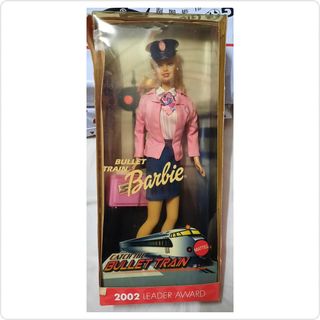 BULLET
TRAIN
Barbie
CATCH THE
BULLET TRAIN
MATTEL
2002 LEADER AWARD